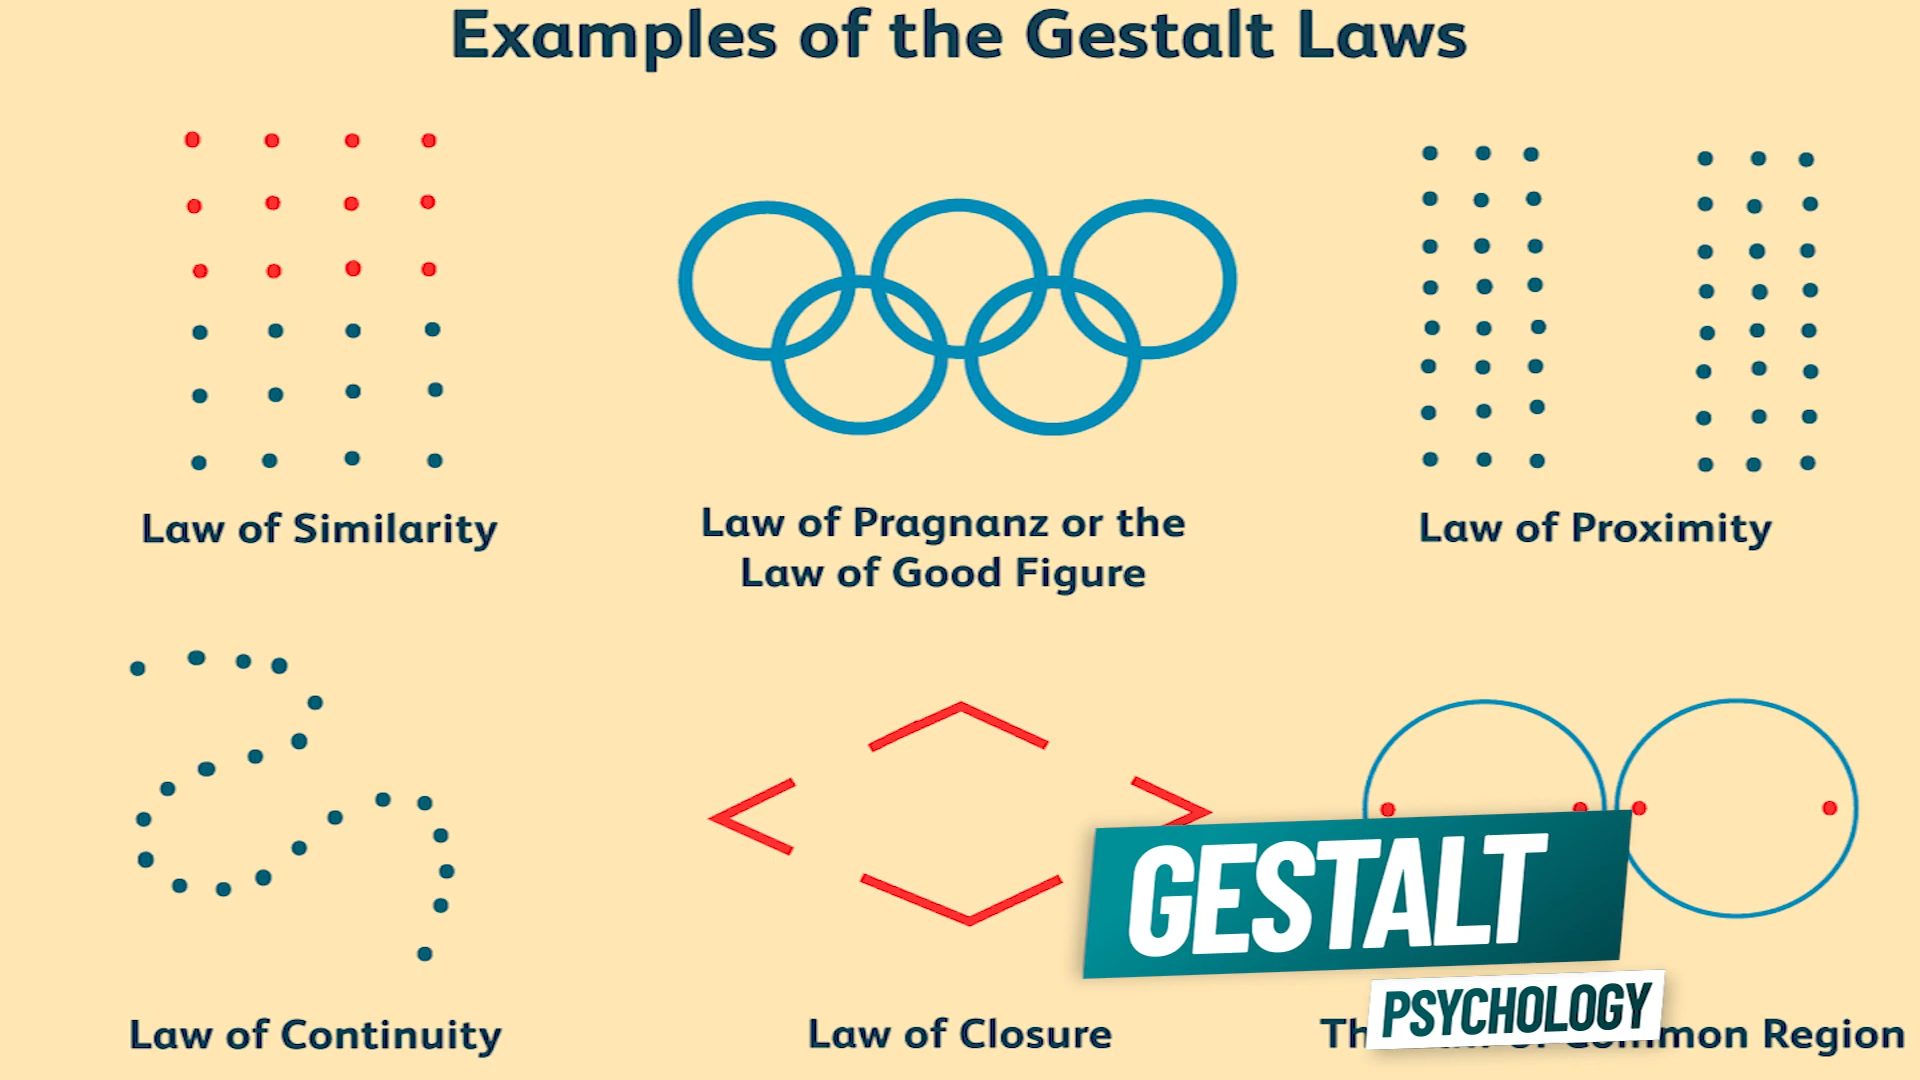 Examples of the Gestalt Laws
Law of Similarity
Law of Pragnanz or the
Law of Good Figure
Law of Proximity
Law of Continuity
Law of Closure
Region
GESTALT
PSYCHOLOGY